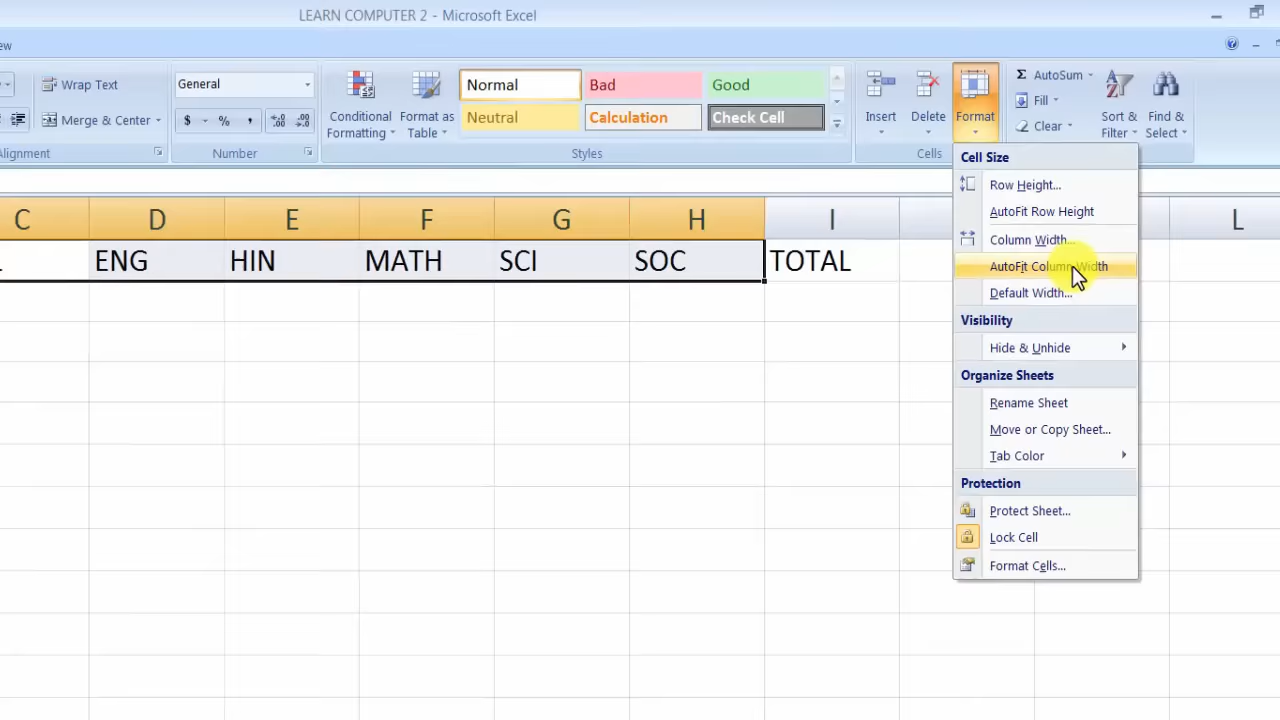 LEARN COMPUTER 2 - Microsoft Excel
ew
Wrap Text
General
Normal
Bad
Good
AutoSum
Merge & Center
$ % ,
Conditional Formatting
Format as Table
Neutral
Calculation
Check Cell
Insert
Delete
Format
Fill
Clear
Sort & Filter
Find & Select
Alignment
Number
Styles
Cells
Cell Size
Row Height...
AutoFit Row Height
Column Width...
AutoFit Column Width
Default Width...
Visibility
Hide & Unhide
Organize Sheets
Rename Sheet
Move or Copy Sheet...
Tab Color
Protection
Protect Sheet...
Lock Cell
Format Cells...
C D E F G H I L
ENG HIN MATH SCI SOC TOTAL